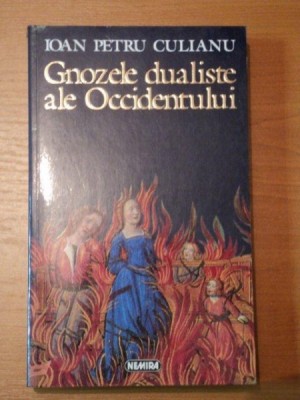 IOAN PETRU CULIANU
Gnozele dualiste
ale Occidentului
NEMIRA